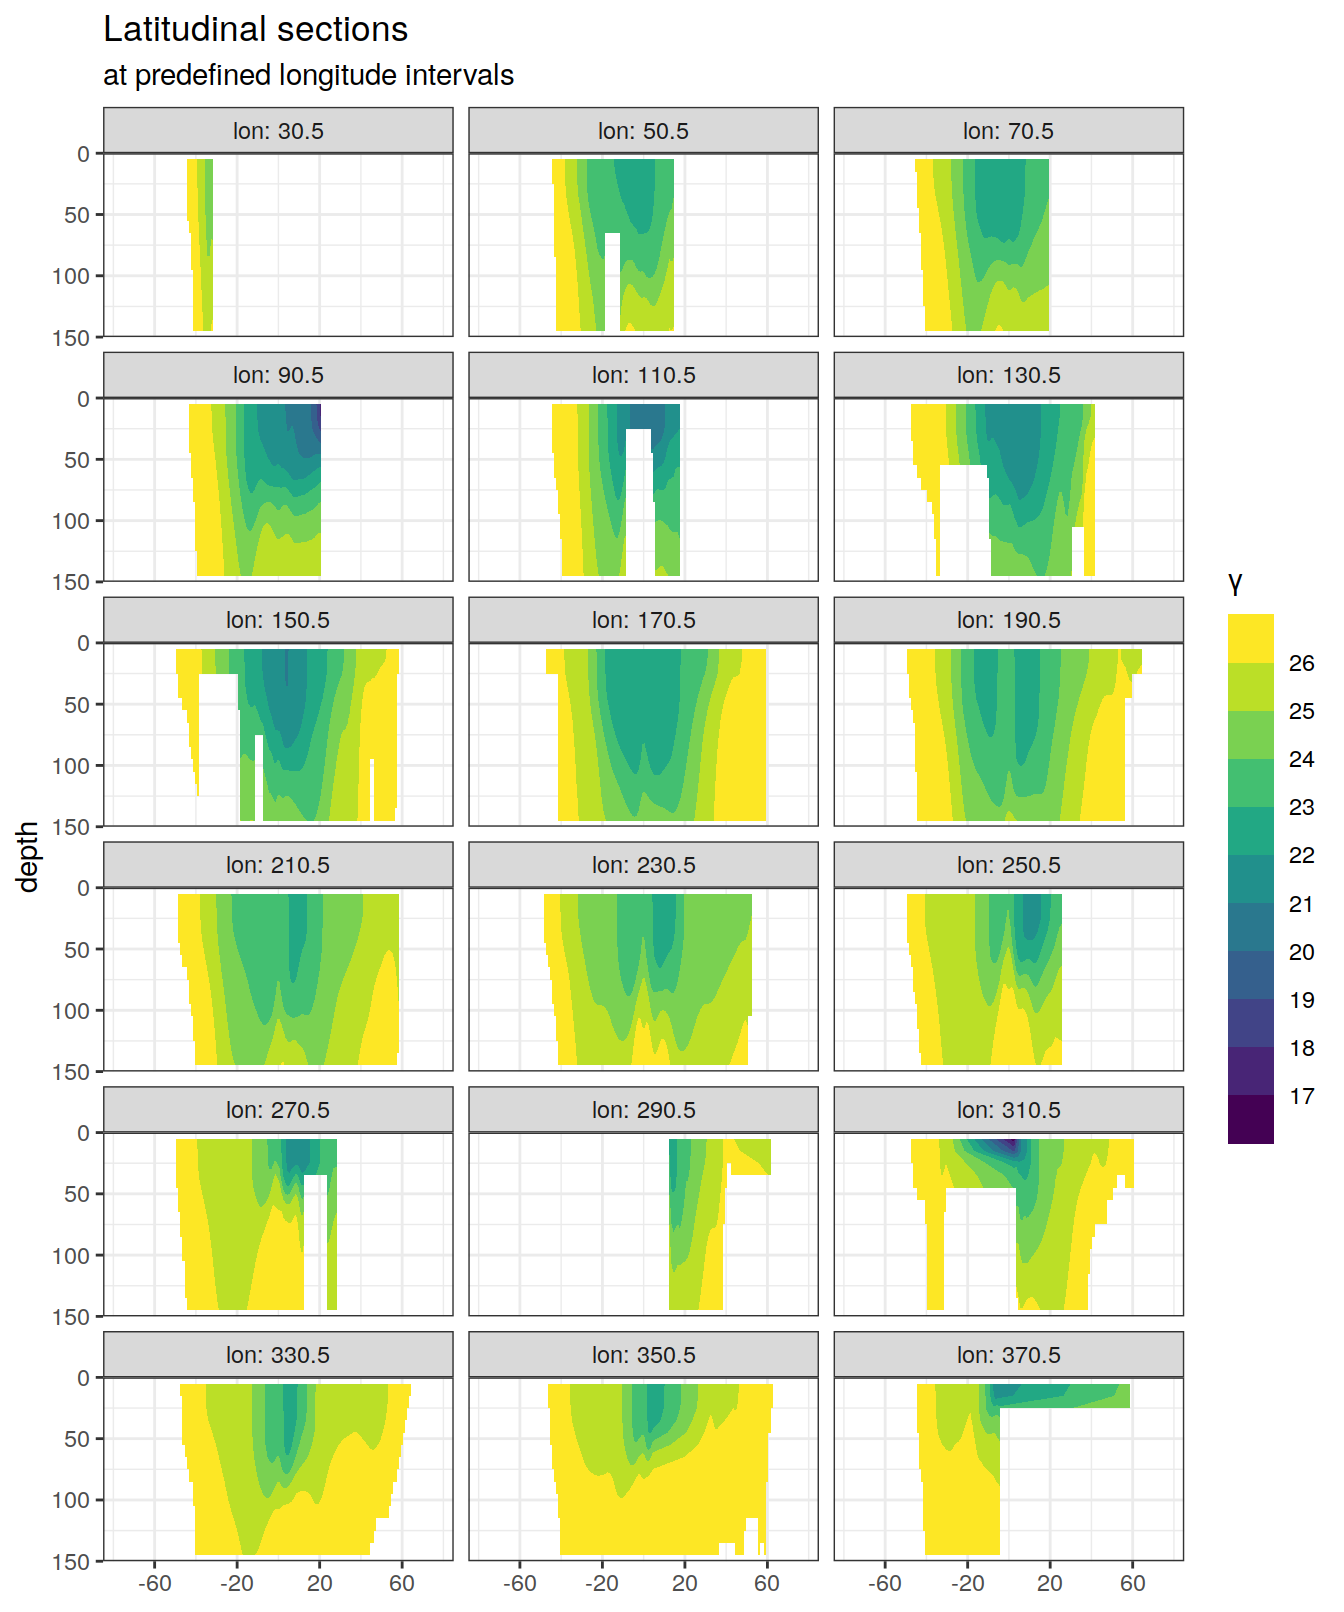 Latitudinal sections
at predefined longitude intervals
lon: 30.5
lon: 50.5
lon: 70.5
0
50
100
150
lon: 90.5
lon: 110.5
lon: 130.5
0
50
100
150
lon: 150.5
lon: 170.5
lon: 190.5
0
50
100
150
lon: 210.5
lon: 230.5
lon: 250.5
0
50
100
150
lon: 270.5
lon: 290.5
lon: 310.5
0
50
100
150
lon: 330.5
lon: 350.5
lon: 370.5
0
50
100
150
-60 -20 20 60
-60 -20 20 60
-60 -20 20 60
depth
γ
26
25
24
23
22
21
20
19
18
17